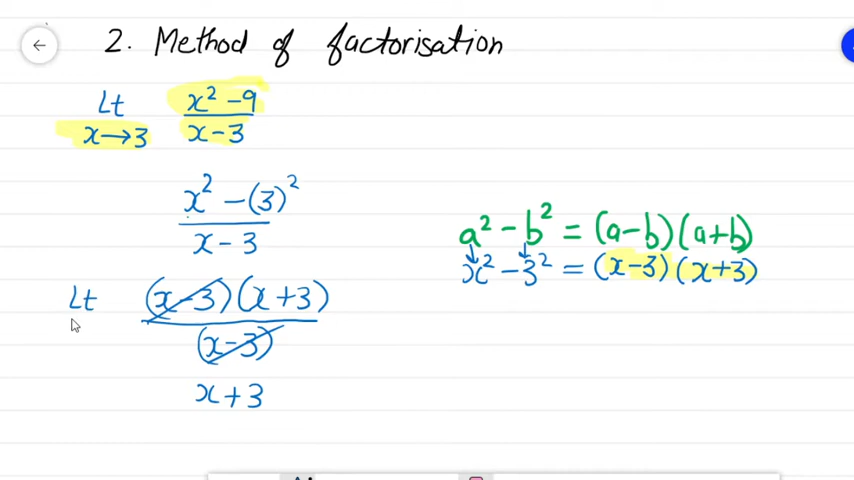 2. Method of factorisation
Lt x²-9
x→3 x-3
x² - (3)²
x - 3
a² - b² = (a-b)(a+b)
x² - 3² = (x-3)(x+3)
Lt (x-3)(x+3)
(x-3)
x+3